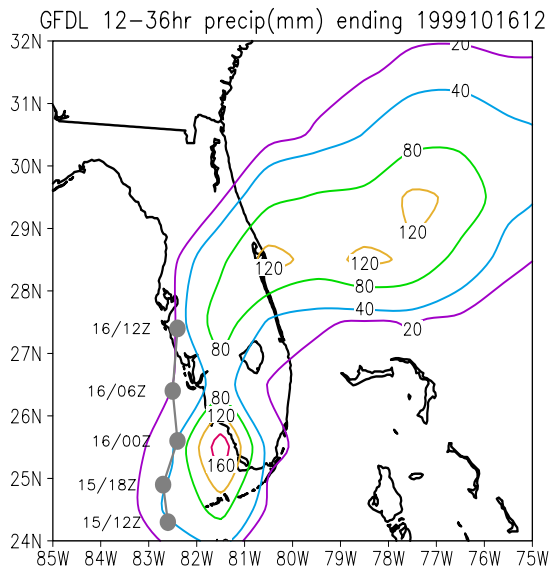 GFDL 12-36hr precip(mm) ending 1999101612
32N
20
31N
40
30N
80
29N
120
120
120
28N
80
40
16/12Z
20
27N
80
16/06Z
80
26N
120
16/00Z
160
25N
15/18Z
15/12Z
24N
85W 84W 83W 82W 81W 80W 79W 78W 77W 76W 75W